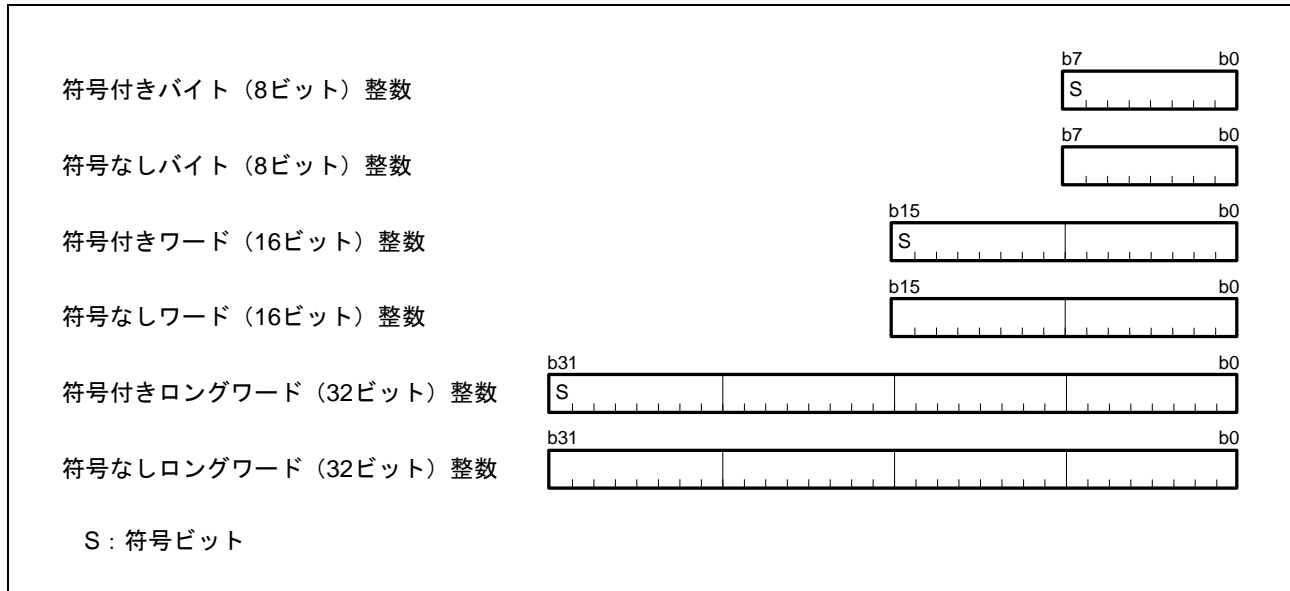 b7 b0
符号付きバイト（8ビット）整数
S
b7 b0
符号なしバイト（8ビット）整数
b15 b0
符号付きワード（16ビット）整数
S
b15 b0
符号なしワード（16ビット）整数
b31 b0
符号付きロングワード（32ビット）整数
S
b31 b0
符号なしロングワード（32ビット）整数
S：符号ビット